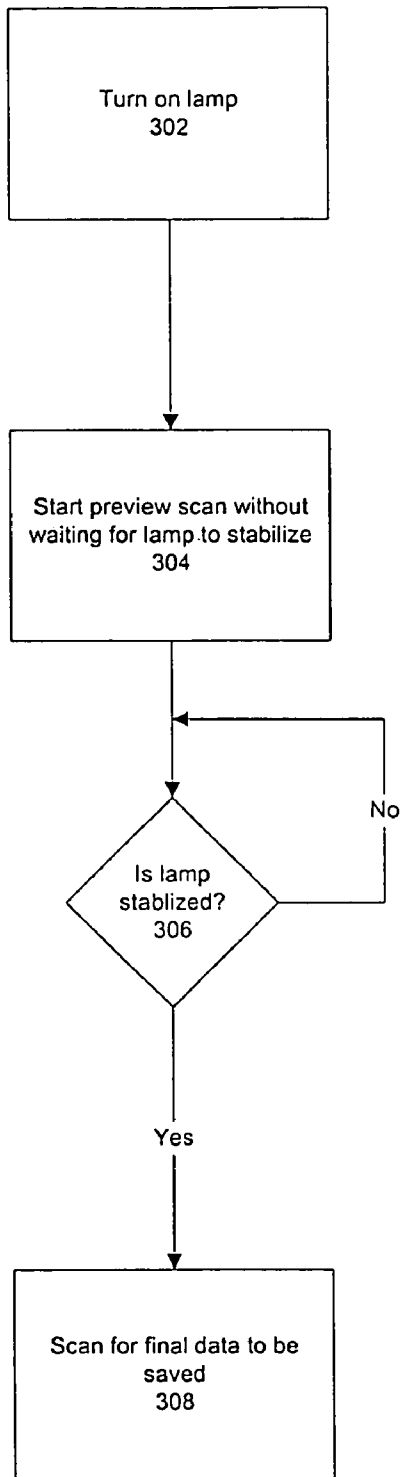 Turn on lamp
302
Start preview scan without
waiting for lamp to stabilize
304
No
Is lamp
stablized?
306
Yes
Scan for final data to be
saved
308